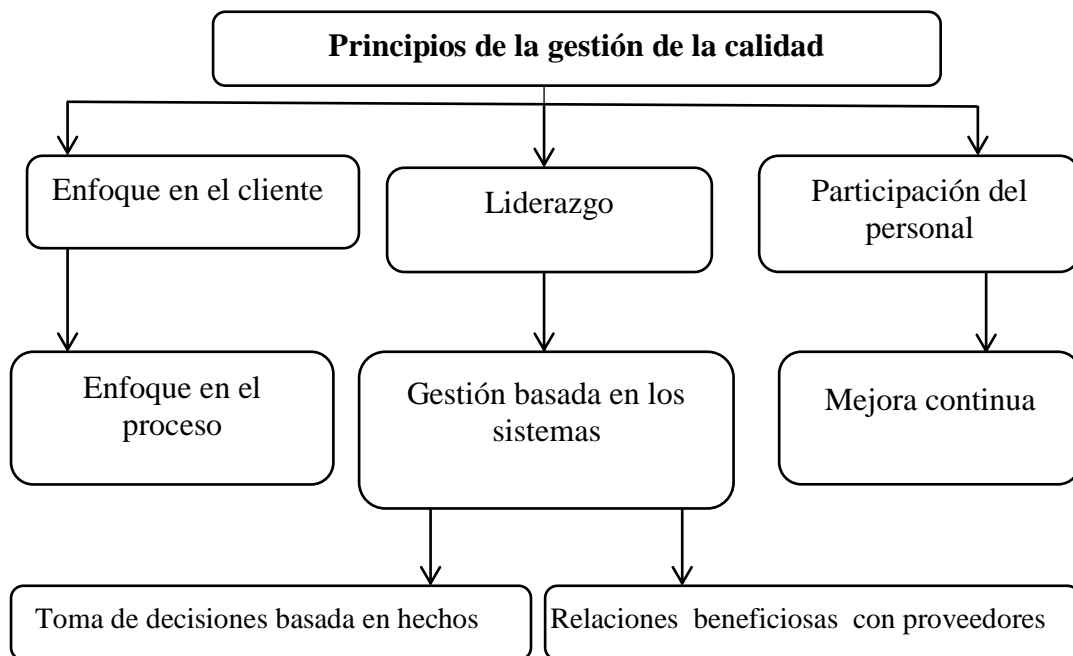 Principios de la gestión de la calidad
Enfoque en el cliente
Liderazgo
Participación del
personal
Enfoque en el
proceso
Gestión basada en los
sistemas
Mejora continua
Toma de decisiones basada en hechos
Relaciones beneficiosas con proveedores